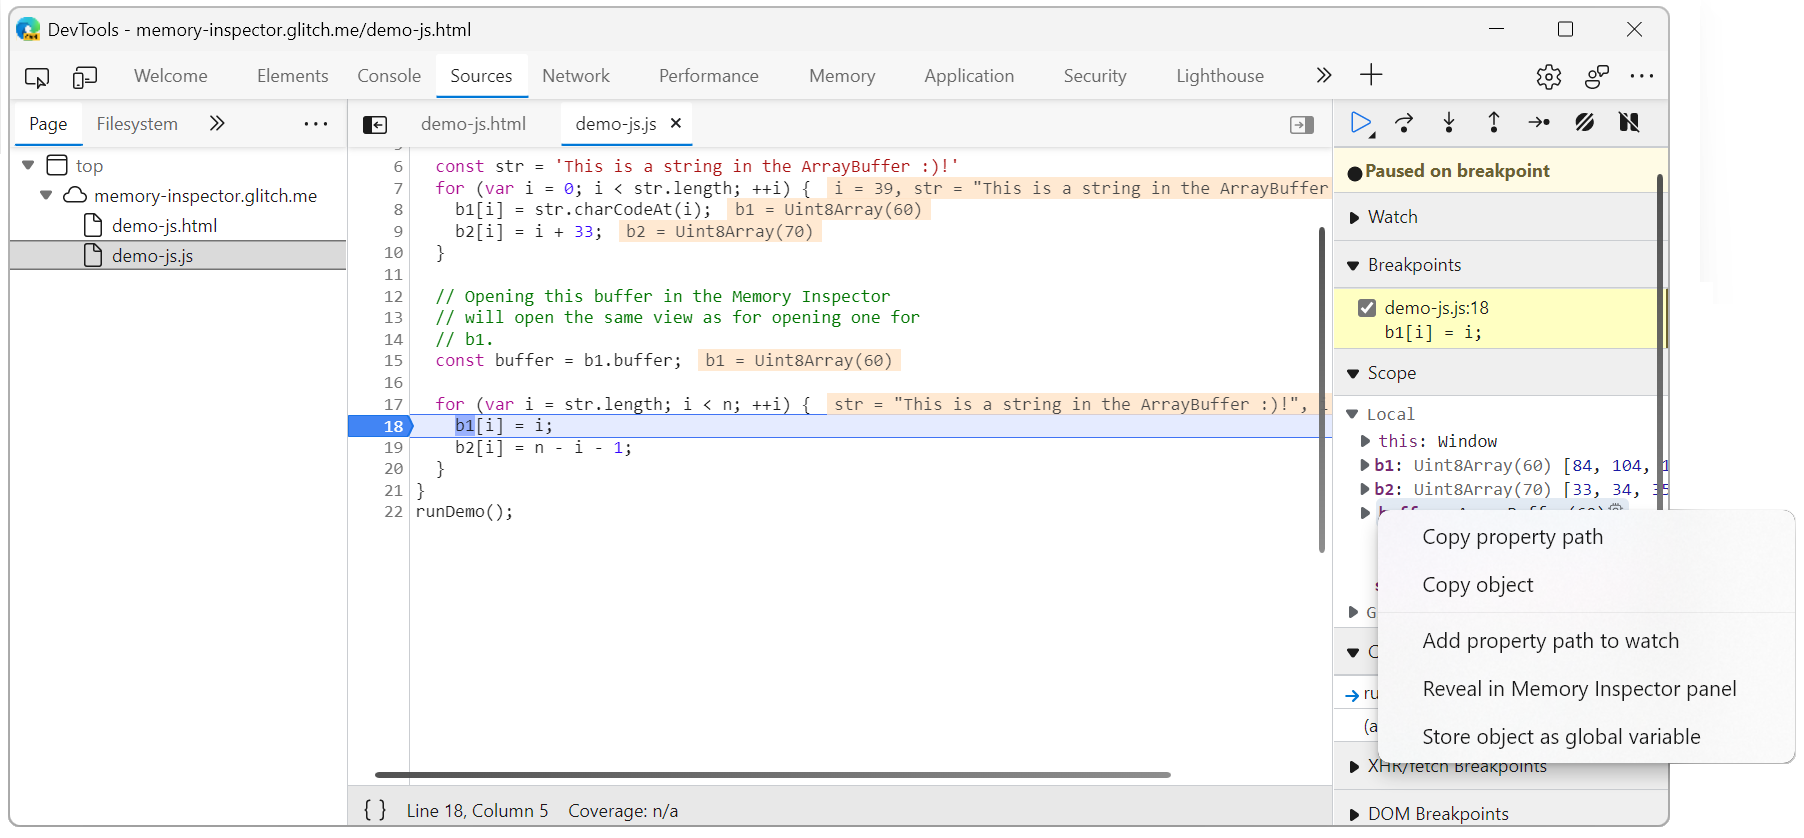 DevTools - memory-inspector.glitch.me/demo-js.html
Welcome Elements Console Sources Network Performance Memory Application Security Lighthouse
Page Filesystem
top
memory-inspector.glitch.me
demo-js.html
demo-js.js
demo-js.html demo-js.js
6 const str = 'This is a string in the ArrayBuffer :)!'
7 for (var i = 0; i < str.length; ++i) { i = 39, str = "This is a string in the ArrayBuffer
8 b1[i] = str.charCodeAt(i); b1 = Uint8Array(60)
9 b2[i] = i + 33; b2 = Uint8Array(70)
10 }
11
12 // Opening this buffer in the Memory Inspector
13 // will open the same view as for opening one for
14 // b1.
15 const buffer = b1.buffer; b1 = Uint8Array(60)
16
17 for (var i = str.length; i < n; ++i) { str = "This is a string in the ArrayBuffer :)!",
18 b1[i] = i;
19 b2[i] = n - i - 1;
20 }
21 }
22 runDemo();
{ } Line 18, Column 5 Coverage: n/a
Paused on breakpoint
Watch
Breakpoints
demo-js.js:18
b1[i] = i;
Scope
Local
this: Window
b1: Uint8Array(60) [84, 104, 1
b2: Uint8Array(70) [33, 34, 35
Copy property path
Copy object
Add property path to watch
Reveal in Memory Inspector panel
Store object as global variable
G
C
ru
(a
XHR/fetch Breakpoints
DOM Breakpoints